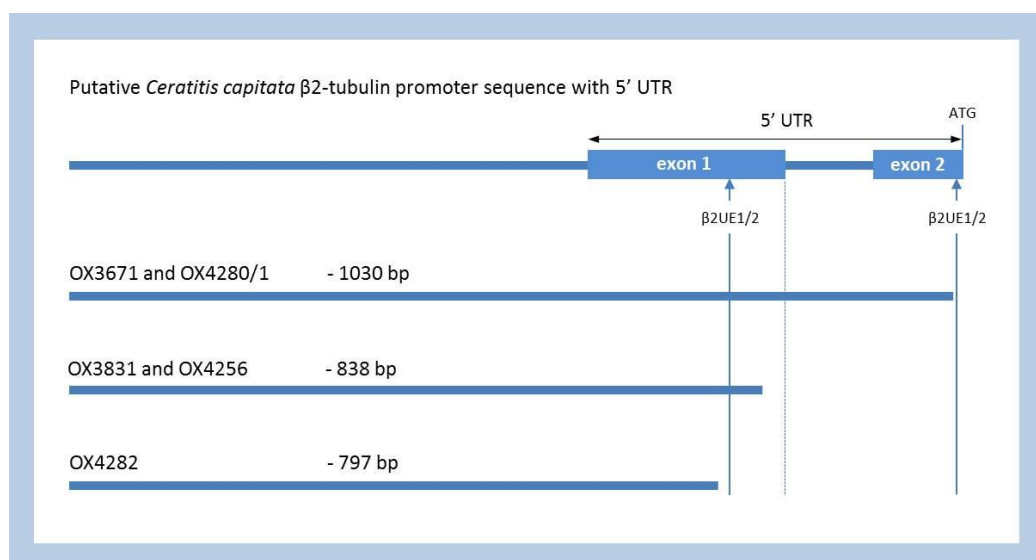 Putative Ceratitis capitata β2-tubulin promoter sequence with 5’ UTR
ATG
5’ UTR
exon 1
exon 2
β2UE1/2
β2UE1/2
OX3671 and OX4280/1 - 1030 bp
OX3831 and OX4256 - 838 bp
OX4282 - 797 bp